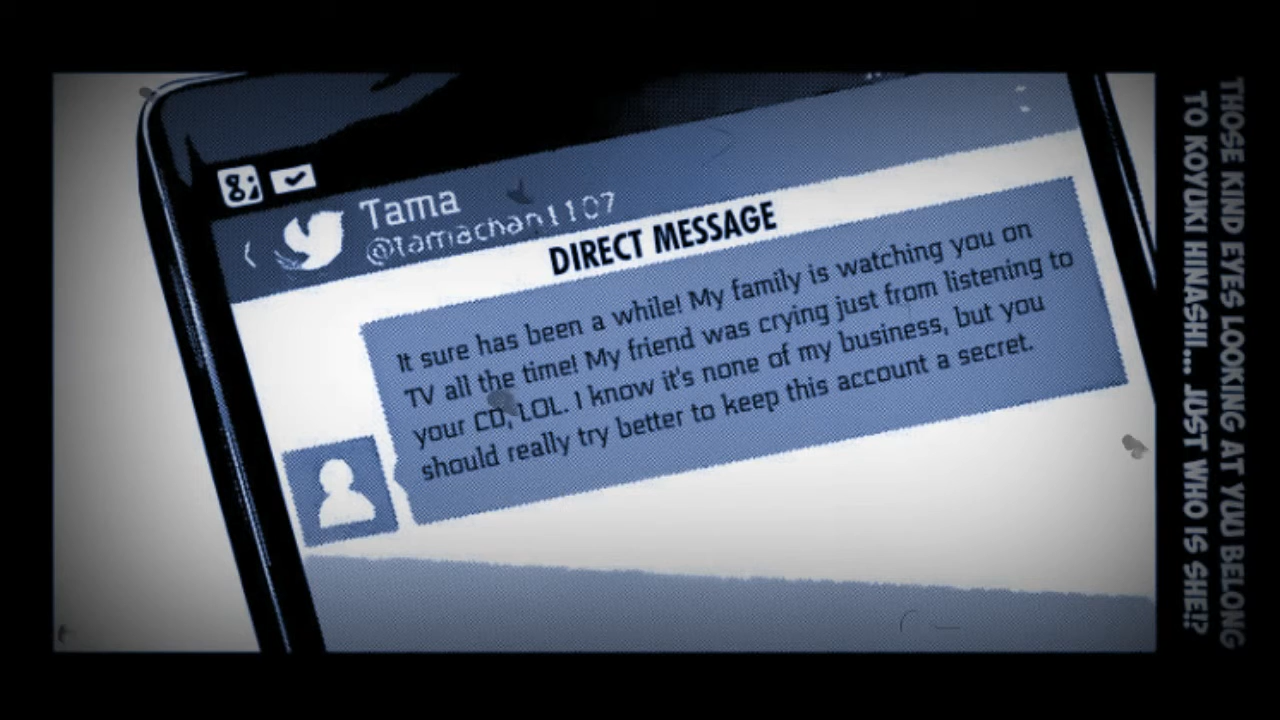 Tama
@tamachan1107
DIRECT MESSAGE
It sure has been a while! My family is watching you on
TV all the time! My friend was crying just from listening to
your CD, LOL. I know it's none of my business, but you
should really try better to keep this account a secret.
THOSE KIND EYES LOOKING AT YUU BELONG
TO KOYUKI HINASHI... JUST WHO IS SHE!?